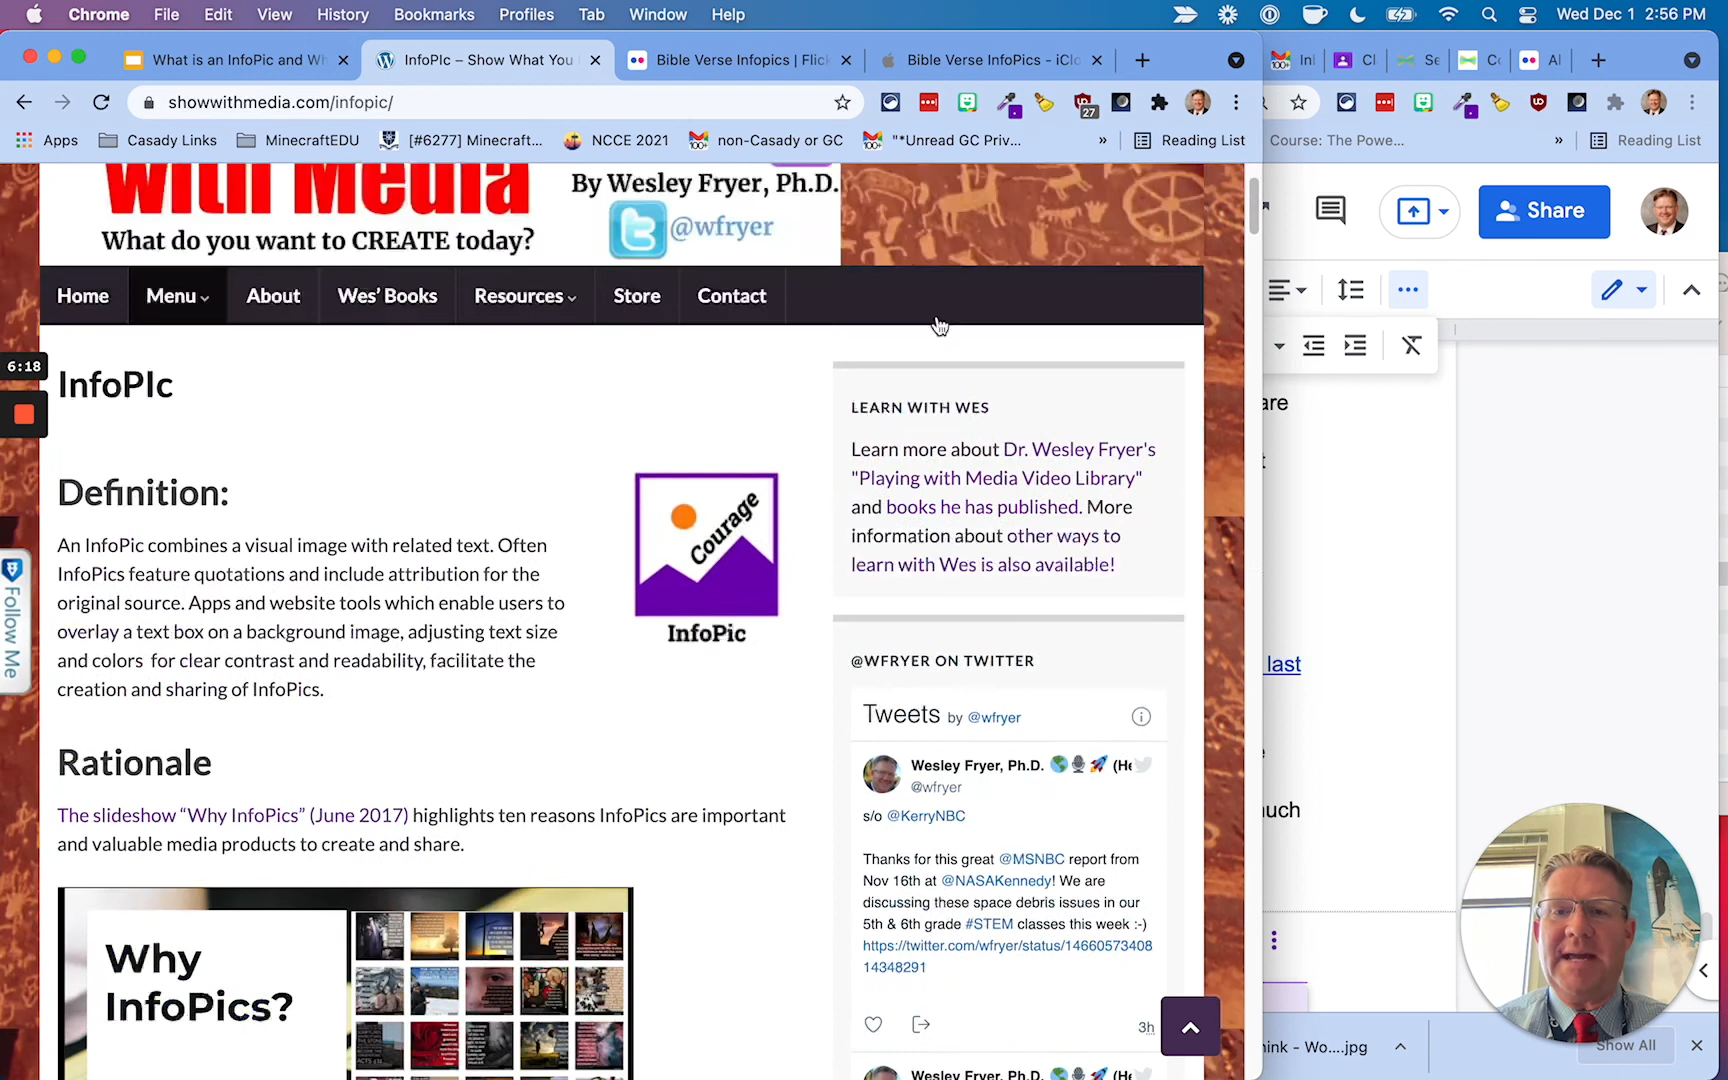 Chrome File Edit View History Bookmarks Profiles Tab Window Help Wed Dec 1 2:56 PM
What is an InfoPic and Wh InfoPIc – Show What You Bible Verse Infopics | Flick Bible Verse InfoPics - iClo
showwithmedia.com/infopic/ 27
Apps Casady Links MinecraftEDU [#6277] Minecraft... NCCE 2021 non-Casady or GC "*Unread GC Priv... » Reading List Course: The Powe... » Reading List
with Media
By Wesley Fryer, Ph.D.
@wfryer
What do you want to CREATE today?
Share
Home Menu About Wes' Books Resources Store Contact
6:18
InfoPIc
are
Definition:
An InfoPic combines a visual image with related text. Often
InfoPics feature quotations and include attribution for the
original source. Apps and website tools which enable users to
overlay a text box on a background image, adjusting text size
and colors for clear contrast and readability, facilitate the
creation and sharing of InfoPics.
Courage
InfoPic
LEARN WITH WES
Learn more about Dr. Wesley Fryer's
"Playing with Media Video Library"
and books he has published. More
information about other ways to
learn with Wes is also available!
Follow Me
last
@WFRYER ON TWITTER
Tweets by @wfryer
Rationale
The slideshow “Why InfoPics” (June 2017) highlights ten reasons InfoPics are important
and valuable media products to create and share.
Wesley Fryer, Ph.D. (He
@wfryer
s/o @KerryNBC
Thanks for this great @MSNBC report from
Nov 16th at @NASAKennedy! We are
discussing these space debris issues in our
5th & 6th grade #STEM classes this week :-)
https://twitter.com/wfryer/status/14660573408
14348291
3h
Wesley Fryer, Ph.D.
Why
InfoPics?
hink - Wo....jpg
Show All